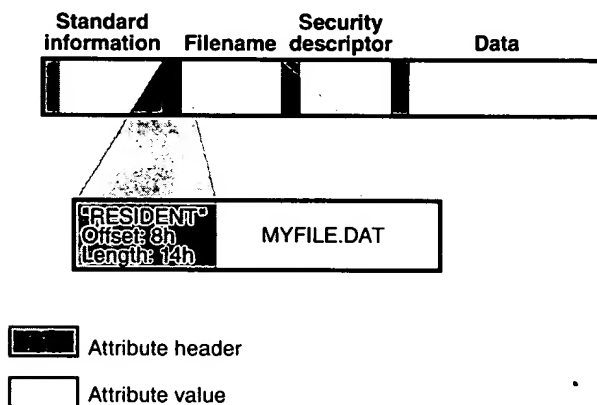 Standard information
Filename
Security descriptor
Data
"RESIDENT"
Offset: 8h
Length: 14h
MYFILE.DAT
Attribute header
Attribute value